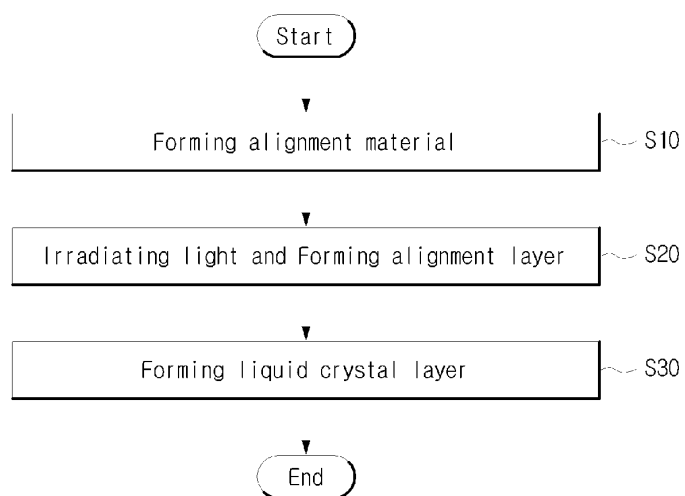 Start
Forming alignment material
S10
Irradiating light and Forming alignment layer
S20
Forming liquid crystal layer
S30
End